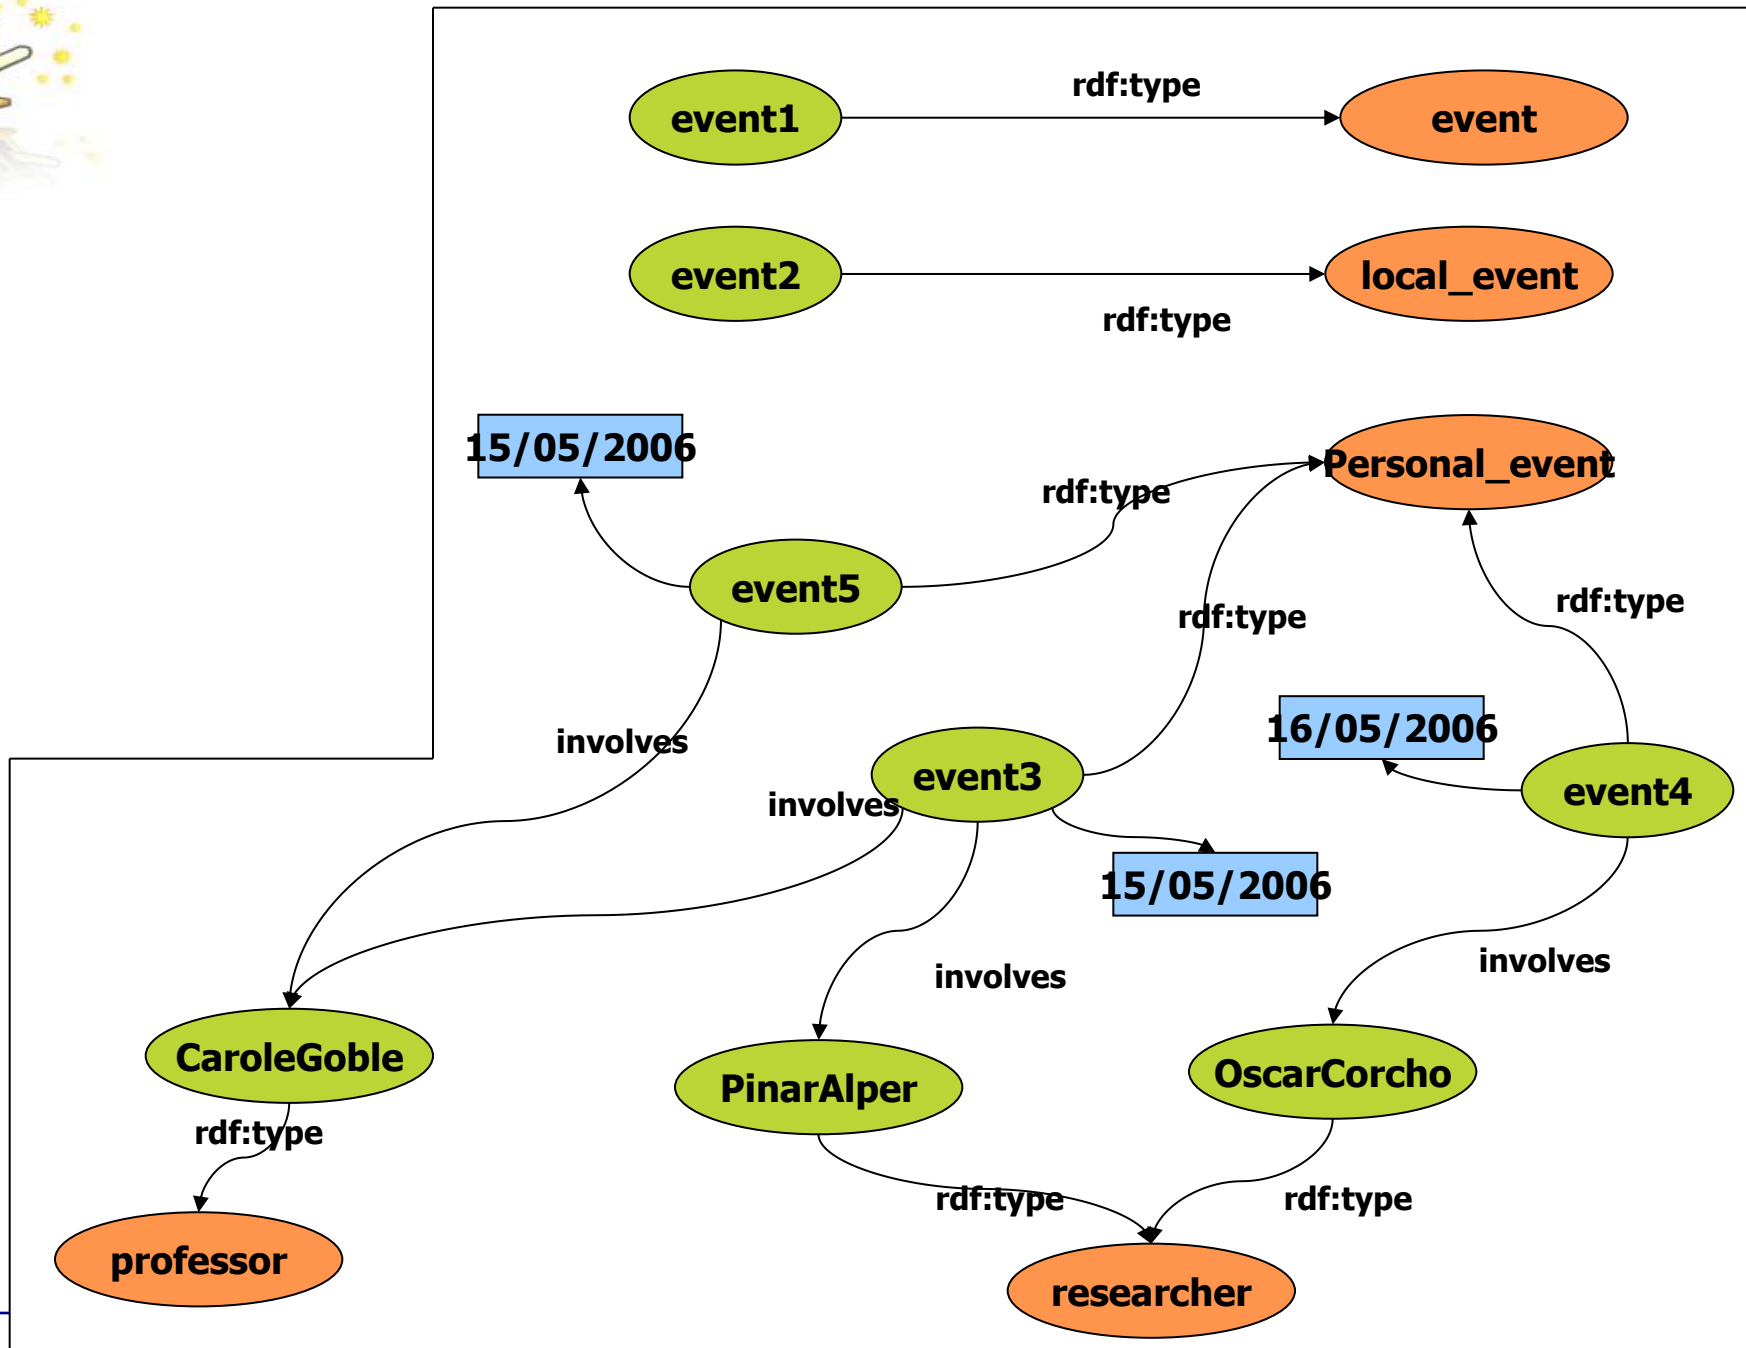 rdf:type
event1
event
event2
local_event
rdf:type
15/05/2006
Personal_event
rdf:type
event5
rdf:type
rdf:type
involves
16/05/2006
event3
event4
involves
15/05/2006
involves
involves
CaroleGoble
OscarCorcho
PinarAlper
rdf:type
rdf:type
rdf:type
professor
researcher